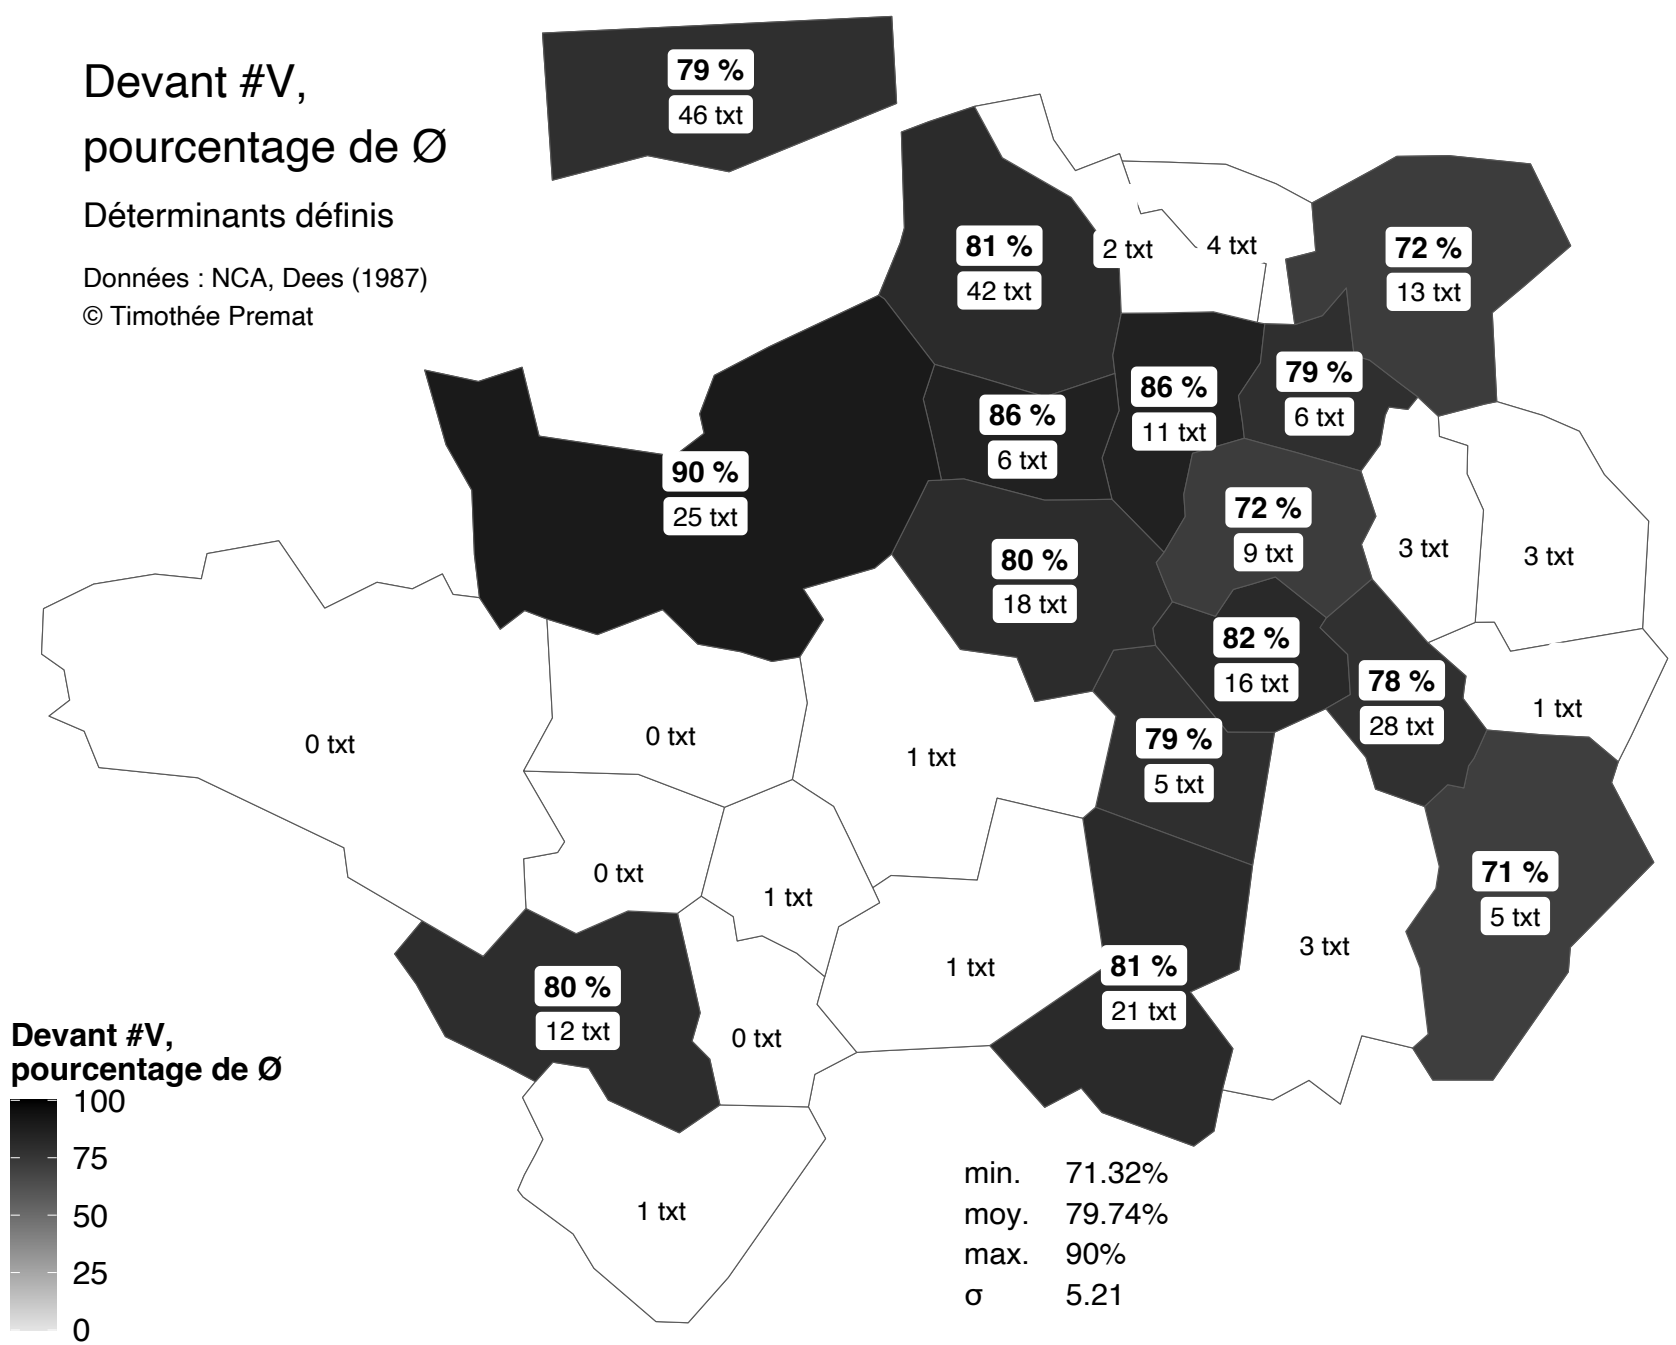 Devant #V,
pourcentage de Ø
Déterminants définis
Données : NCA, Dees (1987)
© Timothée Premat
79 %
46 txt
81 %
42 txt
2 txt
4 txt
72 %
13 txt
86 %
6 txt
86 %
11 txt
79 %
6 txt
90 %
25 txt
72 %
9 txt
3 txt
3 txt
80 %
18 txt
82 %
16 txt
78 %
28 txt
1 txt
0 txt
0 txt
1 txt
79 %
5 txt
0 txt
1 txt
71 %
5 txt
1 txt
81 %
21 txt
3 txt
80 %
12 txt
0 txt
1 txt
Devant #V,
pourcentage de Ø
100
75
50
25
0
min. 71.32%
moy. 79.74%
max. 90%
σ 5.21